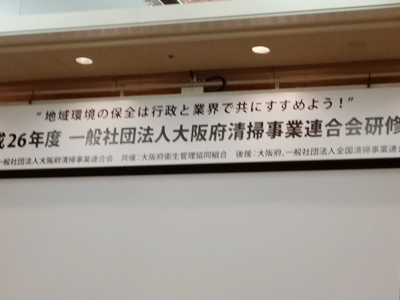 “地域環境の保全は行政と業界で共にすすめよう！”
成26年度 一般社団法人大阪府清掃事業連合会研修
一般社団法人大阪府清掃事業連合会 共催：大阪府衛生管理協同組合 後援：大阪府、一般社団法人全国清掃事業連合